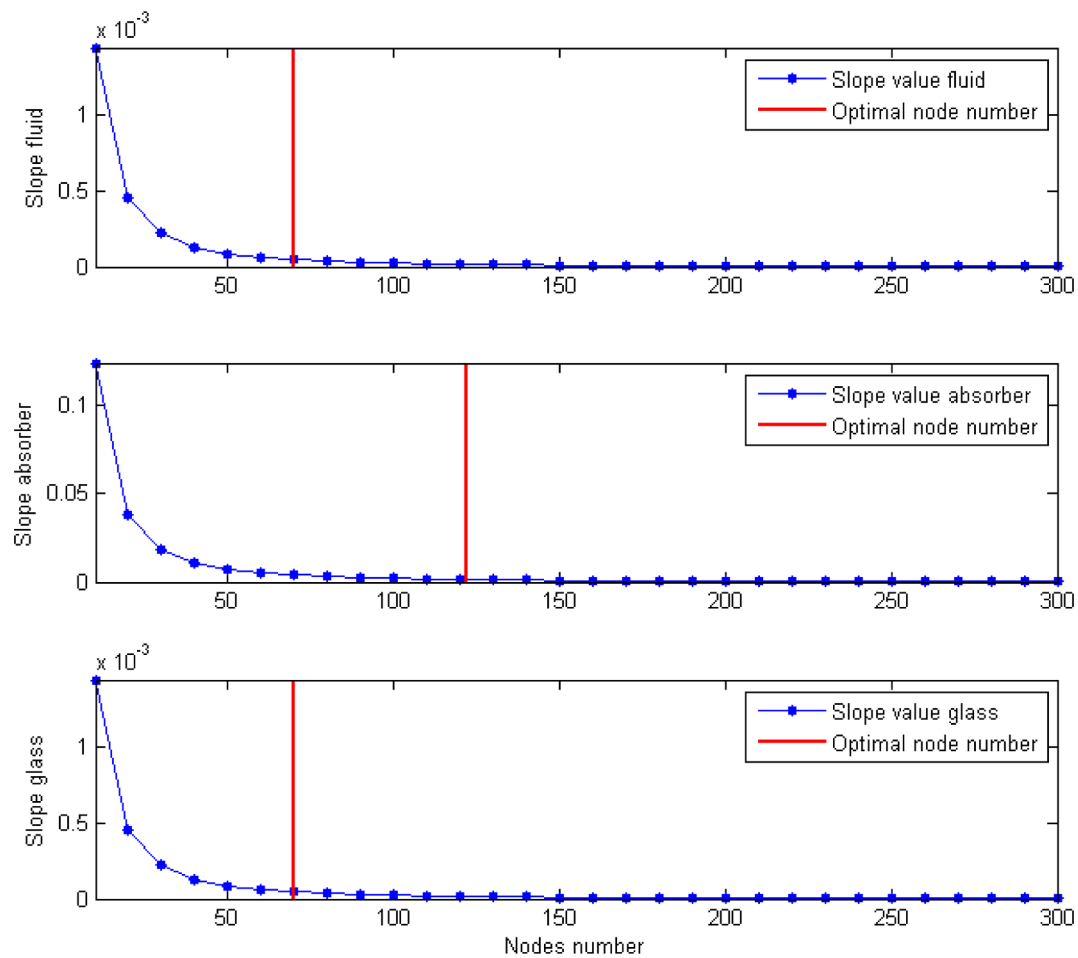 x 10-3
Slope value fluid
Optimal node number
Slope fluid
1
0.5
0
50 100 150 200 250 300
Slope value absorber
Optimal node number
Slope absorber
0.1
0.05
0
50 100 150 200 250 300
x 10-3
Slope value glass
Optimal node number
Slope glass
1
0.5
0
50 100 150 200 250 300
Nodes number